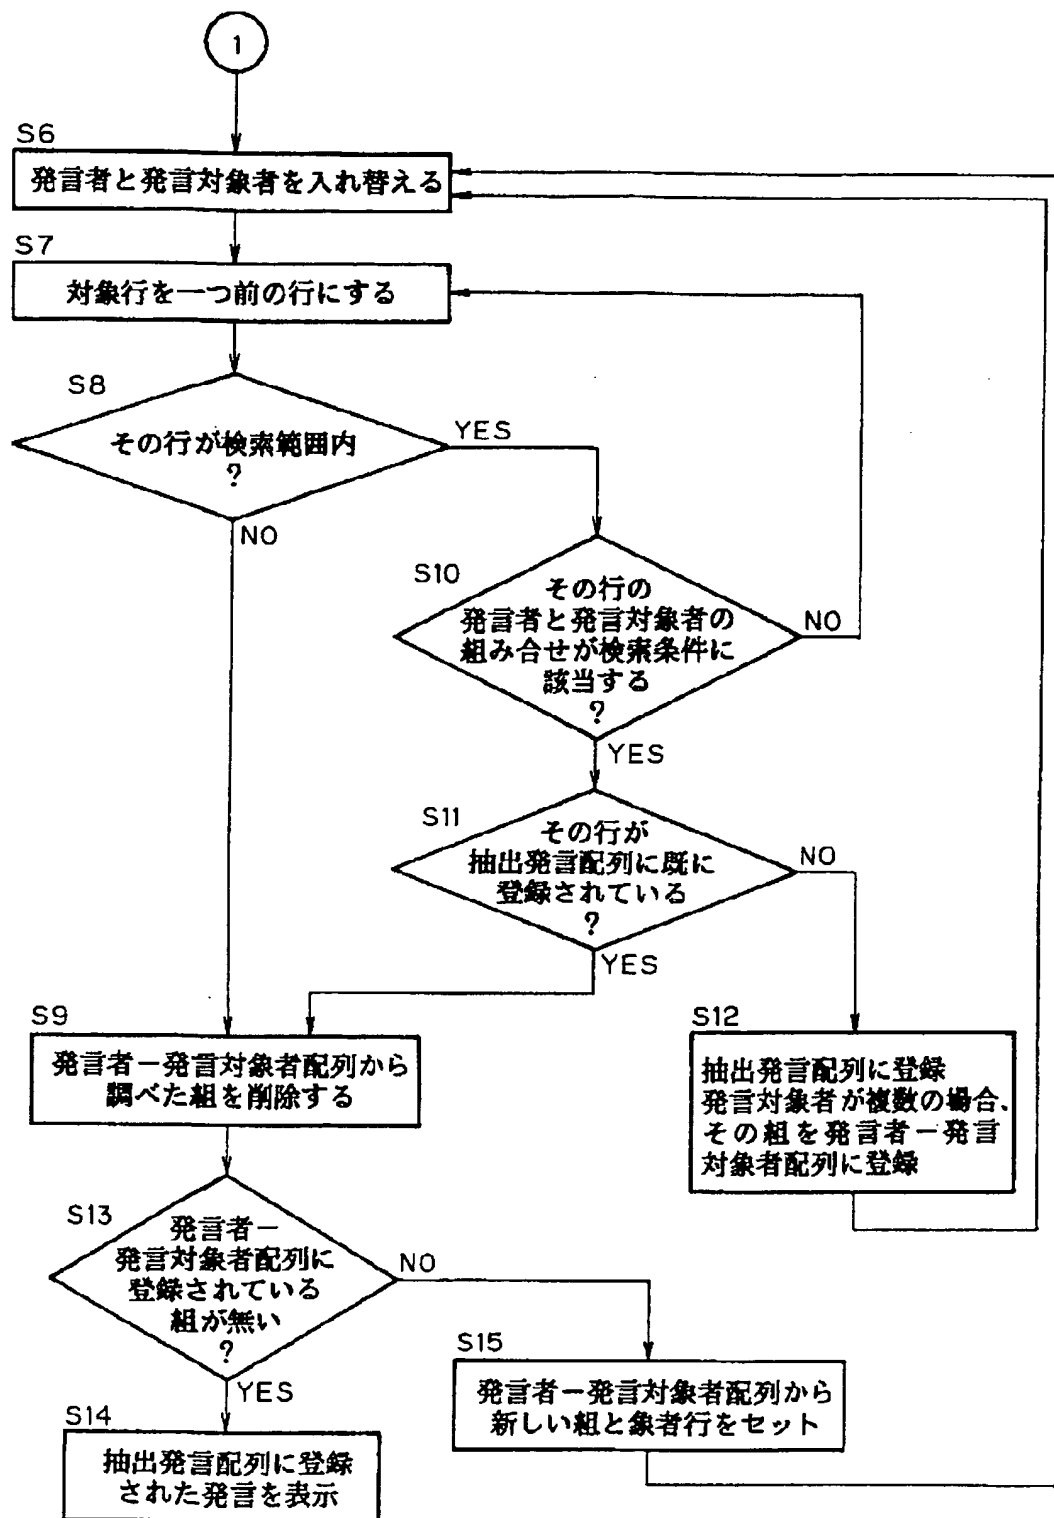 1
S6
発言者と発言対象者を入れ替える
S7
対象行を一つ前の行にする
S8
その行が検索範囲内
?
YES
NO
S10
その行の
発言者と発言対象者の
組み合せが検索条件に
該当する
?
NO
YES
S11
その行が
抽出発言配列に既に
登録されている
?
NO
YES
S9
発言者−発言対象者配列から
調べた組を削除する
S12
抽出発言配列に登録
発言対象者が複数の場合、
その組を発言者−発言
対象者配列に登録
S13
発言者−
発言対象者配列に
登録されている
組が無い
?
NO
YES
S15
発言者−発言対象者配列から
新しい組と象者行をセット
S14
抽出発言配列に登録
された発言を表示